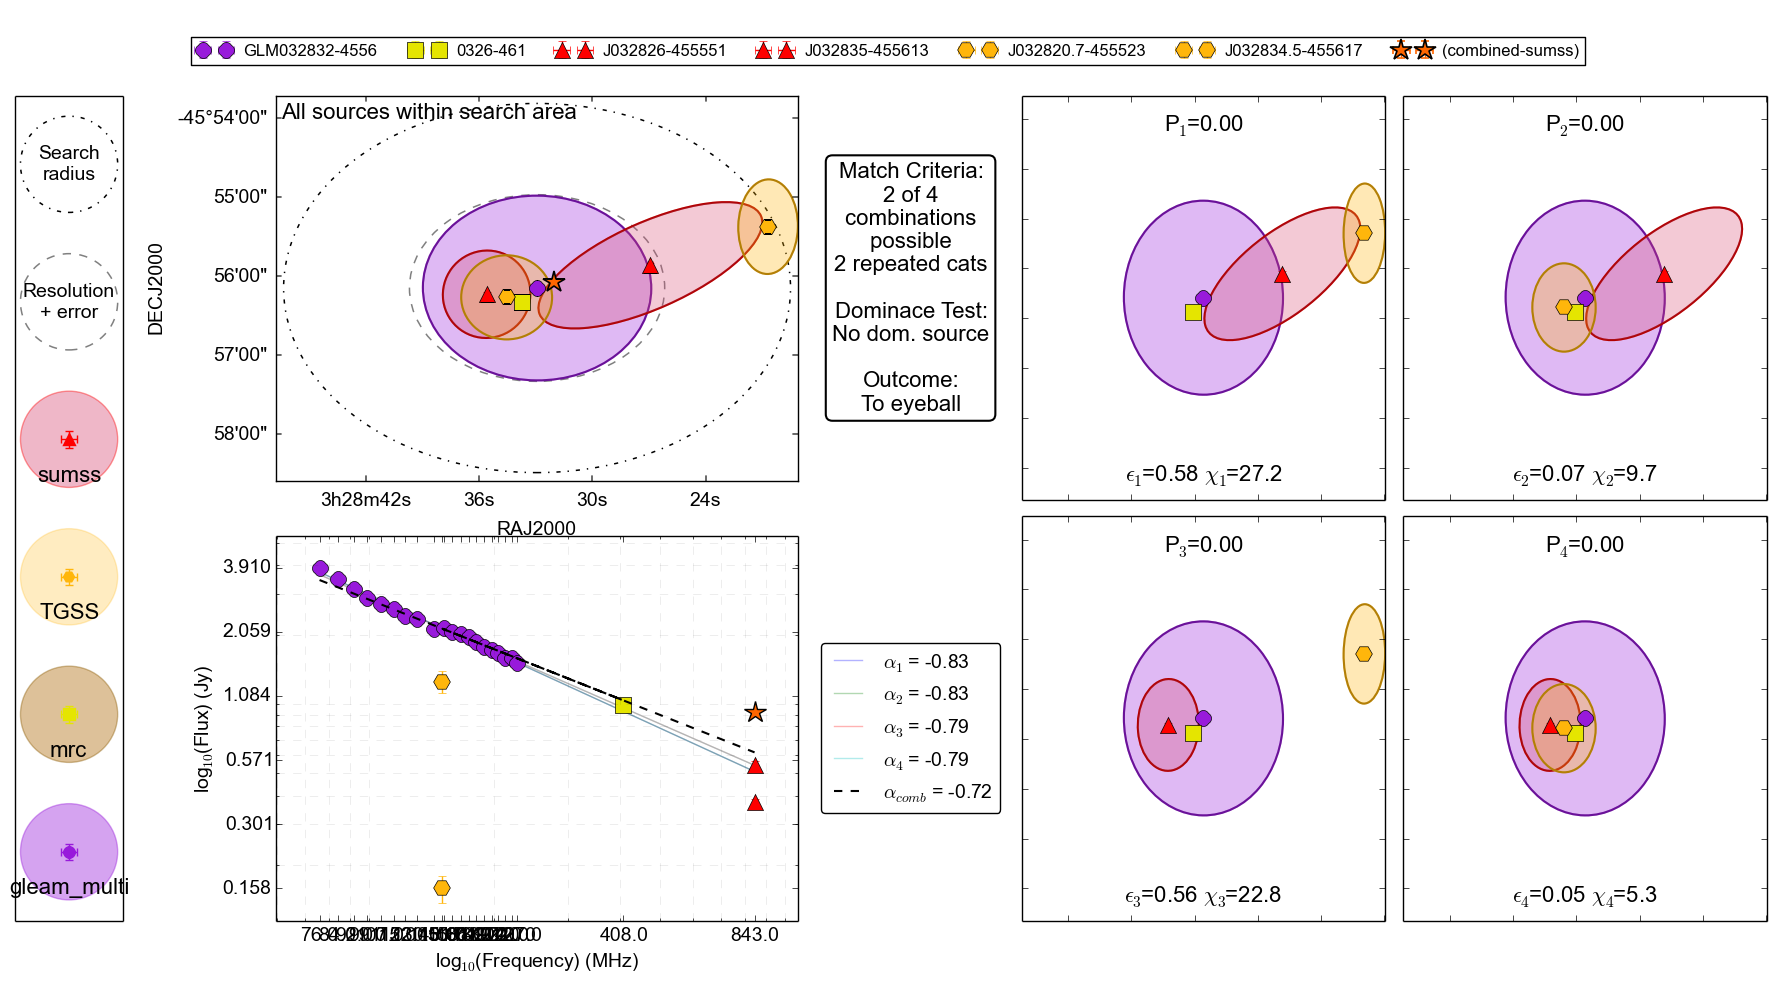 GLM032832-4556 0326-461 J032826-455551 J032835-455613 J032820.7-455523 J032834.5-455617 (combined-sumss)
Search
radius
Resolution
+ error
sumss
TGSS
mrc
gleam_multi
All sources within search area
DECJ2000
-45°54'00"
55'00"
56'00"
57'00"
58'00"
3h28m42s 36s 30s 24s
RAJ2000
Match Criteria:
2 of 4
combinations
possible
2 repeated cats
Dominace Test:
No dom. source
Outcome:
To eyeball
P1=0.00
ϵ1=0.58 χ1=27.2
P2=0.00
ϵ2=0.07 χ2=9.7
log10(Flux) (Jy)
3.910
2.059
1.084
0.571
0.301
0.158
408.0 843.0
log10(Frequency) (MHz)
α1 = -0.83
α2 = -0.83
α3 = -0.79
α4 = -0.79
αcomb = -0.72
P3=0.00
ϵ3=0.56 χ3=22.8
P4=0.00
ϵ4=0.05 χ4=5.3